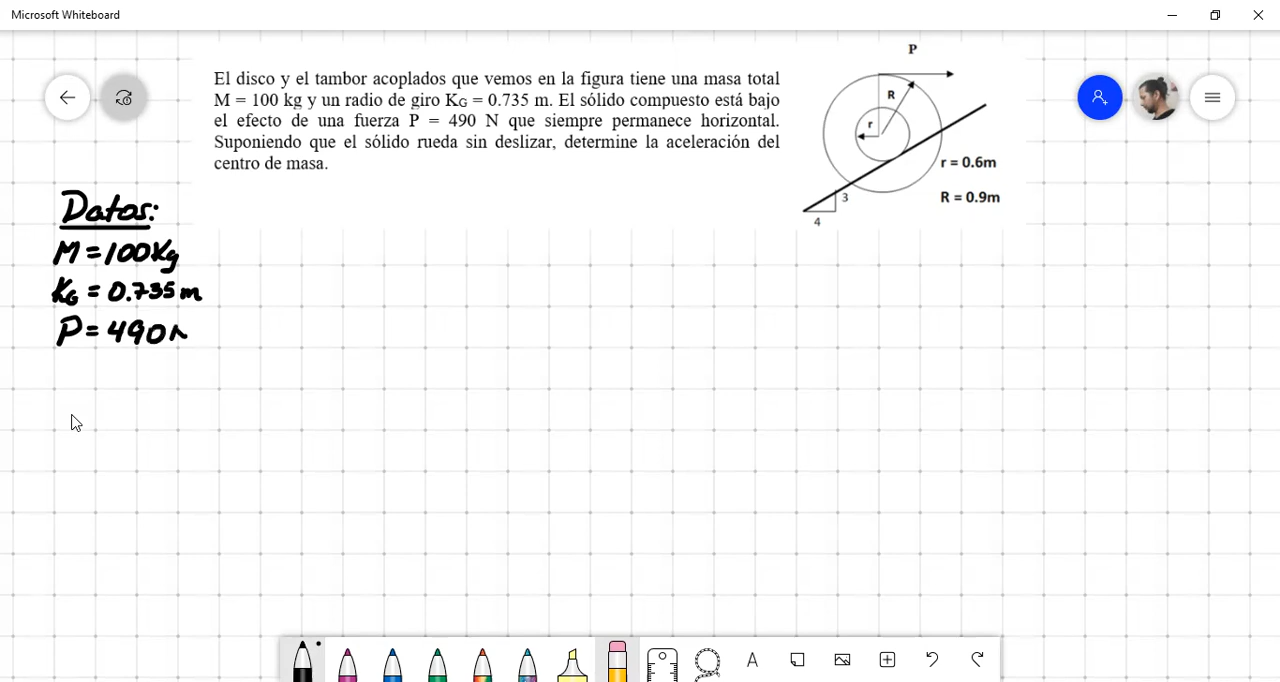 Microsoft Whiteboard
El disco y el tambor acoplados que vemos en la figura tiene una masa total
M = 100 kg y un radio de giro KG = 0.735 m. El sólido compuesto está bajo
el efecto de una fuerza P = 490 N que siempre permanece horizontal.
Suponiendo que el sólido rueda sin deslizar, determine la aceleración del
centro de masa.
P
R
r
r = 0.6m
R = 0.9m
3
4
Datos:
M = 100Kg
KG = 0.735m
P = 490N
A